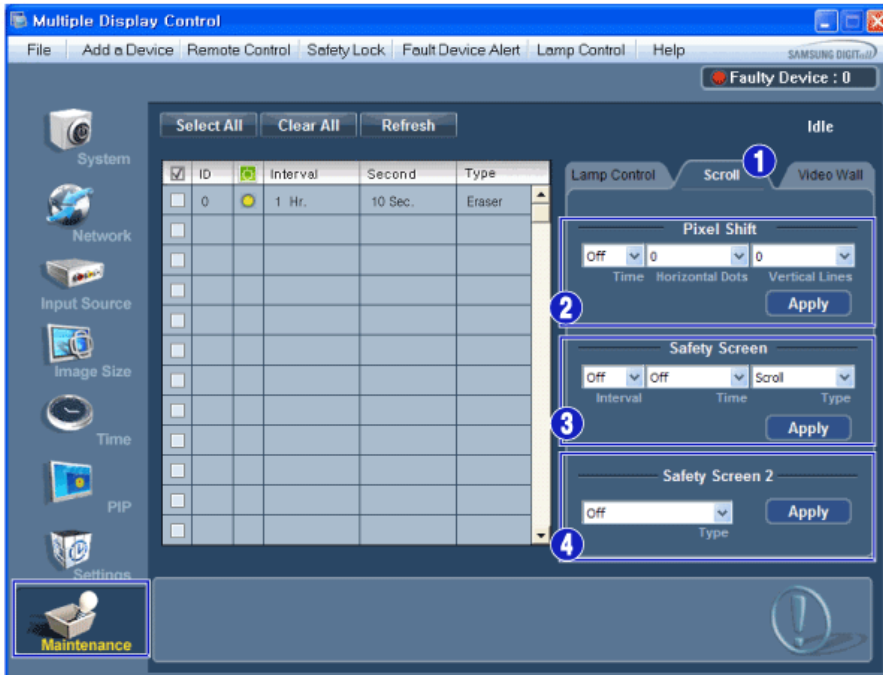 Multiple Display Control
File Add a Device Remote Control Safety Lock Fault Device Alert Lamp Control Help
SAMSUNG DIGITall
Faulty Device : 0
Select All Clear All Refresh
Idle
System
Network
Input Source
Image Size
Time
PIP
Settings
Maintenance
ID Interval Second Type
0 1 Hr. 10 Sec. Eraser
1
Lamp Control Scroll Video Wall
Pixel Shift
Off 0 0
Time Horizontal Dots Vertical Lines
2
Apply
Safety Screen
Off Off Scroll
Interval Time Type
3
Apply
Safety Screen 2
Off Apply
Type
4